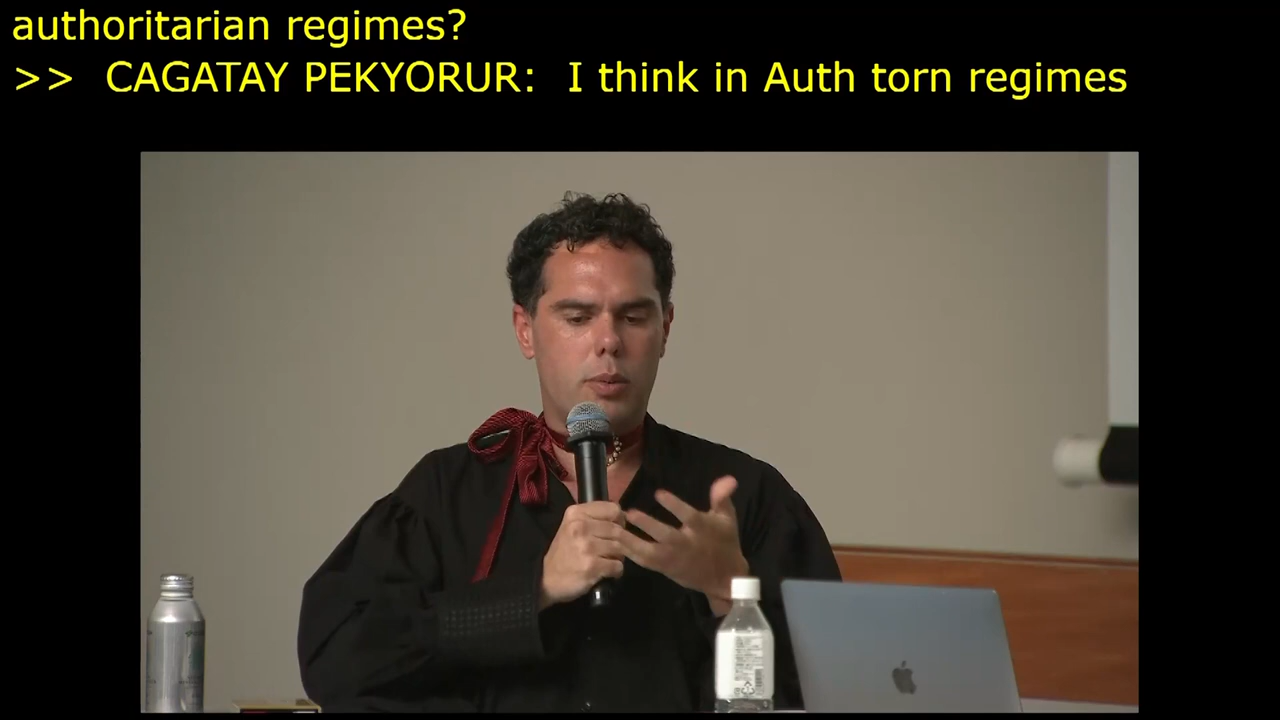 authoritarian regimes?
>> CAGATAY PEKYORUR: I think in Auth torn regimes